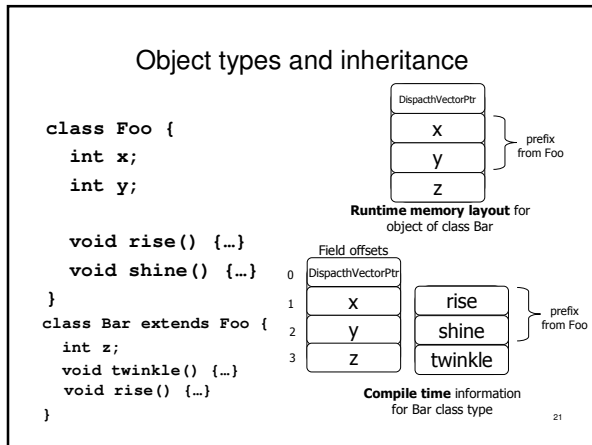 Object types and inheritance
class Foo {
int x;
int y;
void rise() {…}
void shine() {…}
}
class Bar extends Foo {
int z;
void twinkle() {…}
void rise() {…}
}
DispacthVectorPtr
x
y
z
prefix
from Foo
Runtime memory layout for
object of class Bar
Field offsets
0
DispacthVectorPtr
1
x
2
y
3
z
rise
shine
twinkle
prefix
from Foo
Compile time information
for Bar class type
21